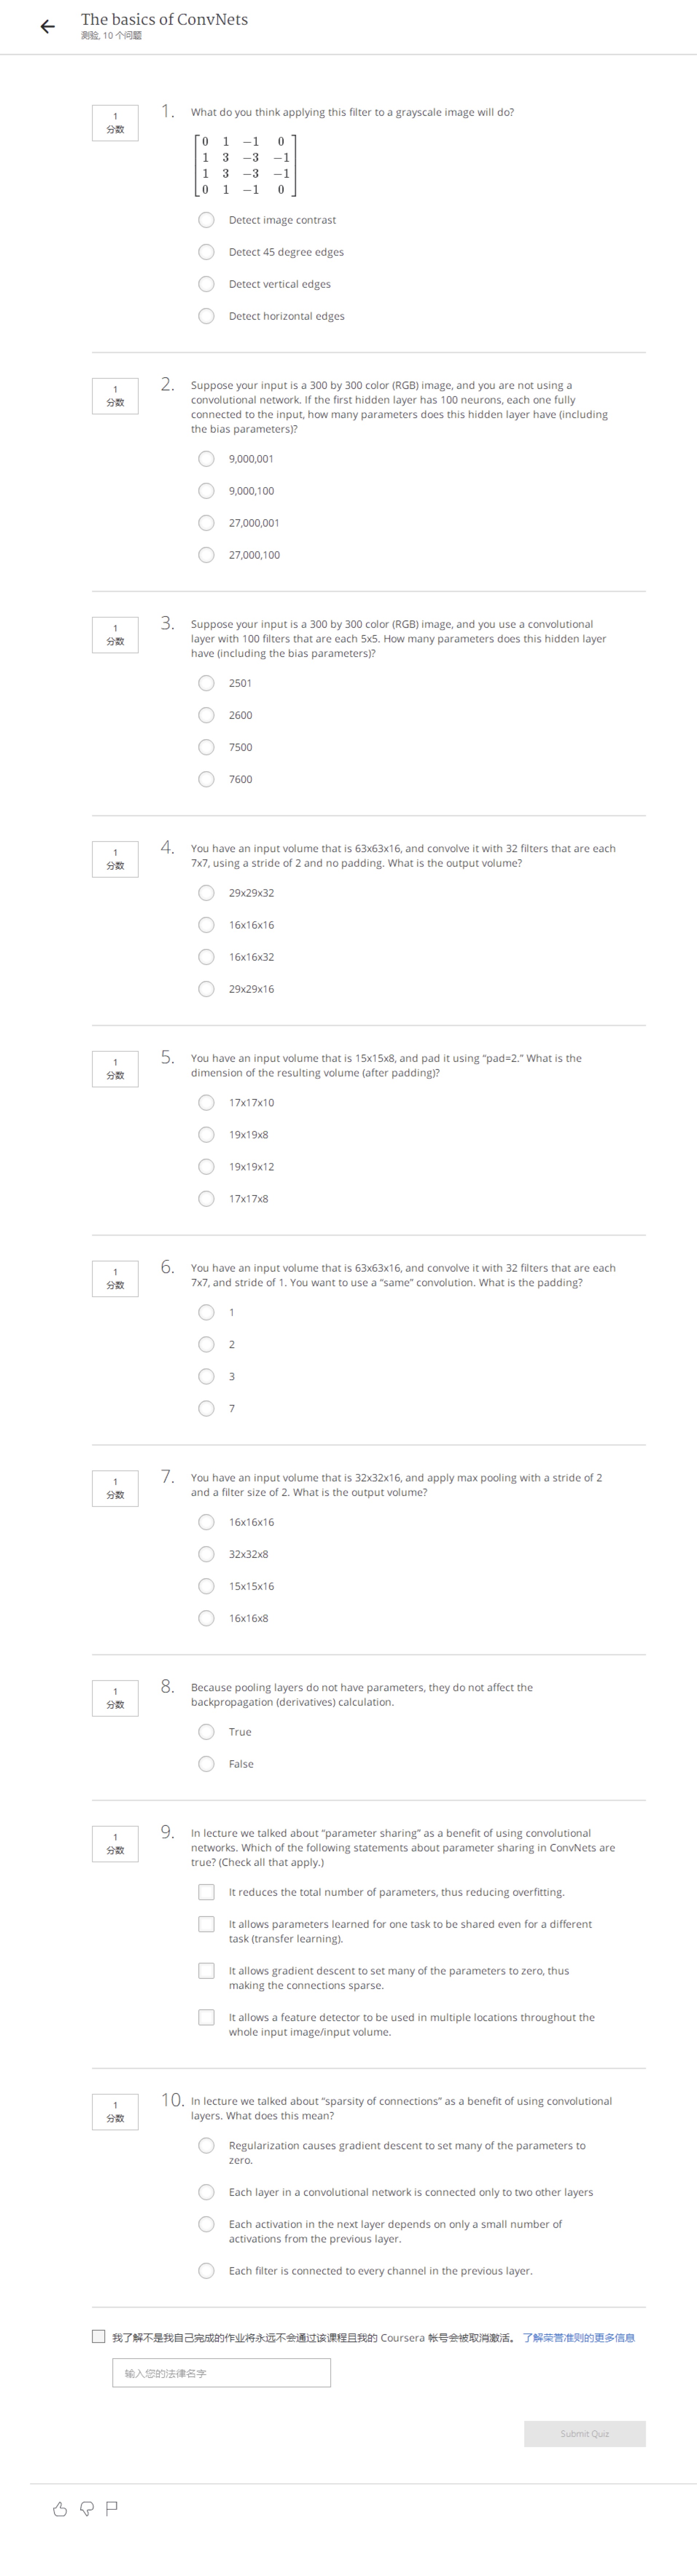 The basics of ConvNets
测验, 10 个问题
1
分数
1.
What do you think applying this filter to a grayscale image will do?
0 1 −1 0
1 3 −3 −1
1 3 −3 −1
0 1 −1 0
Detect image contrast
Detect 45 degree edges
Detect vertical edges
Detect horizontal edges
1
分数
2.
Suppose your input is a 300 by 300 color (RGB) image, and you are not using a
convolutional network. If the first hidden layer has 100 neurons, each one fully
connected to the input, how many parameters does this hidden layer have (including
the bias parameters)?
9,000,001
9,000,100
27,000,001
27,000,100
1
分数
3.
Suppose your input is a 300 by 300 color (RGB) image, and you use a convolutional
layer with 100 filters that are each 5x5. How many parameters does this hidden layer
have (including the bias parameters)?
2501
2600
7500
7600
1
分数
4.
You have an input volume that is 63x63x16, and convolve it with 32 filters that are each
7x7, using a stride of 2 and no padding. What is the output volume?
29x29x32
16x16x16
16x16x32
29x29x16
1
分数
5.
You have an input volume that is 15x15x8, and pad it using “pad=2.” What is the
dimension of the resulting volume (after padding)?
17x17x10
19x19x8
19x19x12
17x17x8
1
分数
6.
You have an input volume that is 63x63x16, and convolve it with 32 filters that are each
7x7, and stride of 1. You want to use a “same” convolution. What is the padding?
1
2
3
7
1
分数
7.
You have an input volume that is 32x32x16, and apply max pooling with a stride of 2
and a filter size of 2. What is the output volume?
16x16x16
32x32x8
15x15x16
16x16x8
1
分数
8.
Because pooling layers do not have parameters, they do not affect the
backpropagation (derivatives) calculation.
True
False
1
分数
9.
In lecture we talked about “parameter sharing” as a benefit of using convolutional
networks. Which of the following statements about parameter sharing in ConvNets are
true? (Check all that apply.)
It reduces the total number of parameters, thus reducing overfitting.
It allows parameters learned for one task to be shared even for a different
task (transfer learning).
It allows gradient descent to set many of the parameters to zero, thus
making the connections sparse.
It allows a feature detector to be used in multiple locations throughout the
whole input image/input volume.
1
分数
10.
In lecture we talked about “sparsity of connections” as a benefit of using convolutional
layers. What does this mean?
Regularization causes gradient descent to set many of the parameters to
zero.
Each layer in a convolutional network is connected only to two other layers
Each activation in the next layer depends on only a small number of
activations from the previous layer.
Each filter is connected to every channel in the previous layer.
我了解不是我自己完成的作业将永远不会通过该课程且我的 Coursera 帐号会被取消激活。 了解荣誉准则的更多信息
输入您的法律名字
Submit Quiz